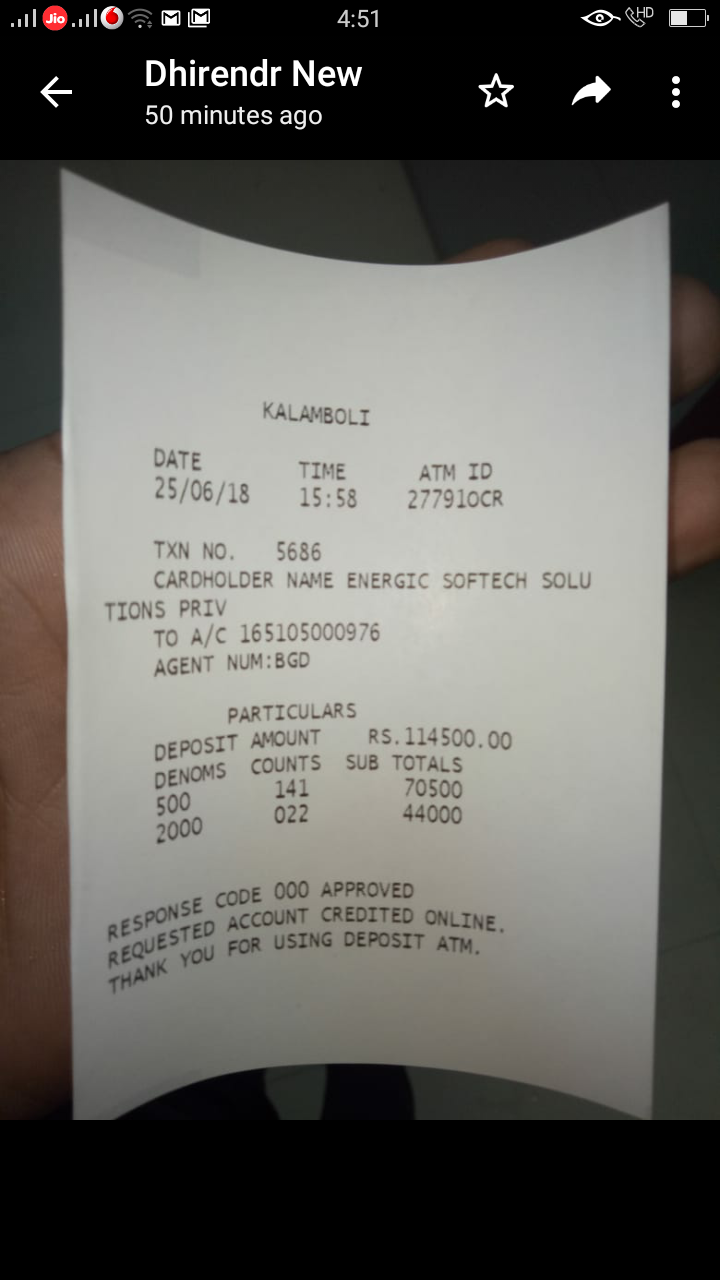 Jio
4:51
HD
Dhirendr New
50 minutes ago
KALAMBOLI
DATE TIME ATM ID
25/06/18 15:58 277910CR
TXN NO. 5686
CARDHOLDER NAME ENERGIC SOFTECH SOLU
TIONS PRIV
TO A/C 165105000976
AGENT NUM:BGD
PARTICULARS
DEPOSIT AMOUNT RS.114500.00
DENOMS COUNTS SUB TOTALS
500 141 70500
2000 022 44000
RESPONSE CODE 000 APPROVED
REQUESTED ACCOUNT CREDITED ONLINE.
THANK YOU FOR USING DEPOSIT ATM.